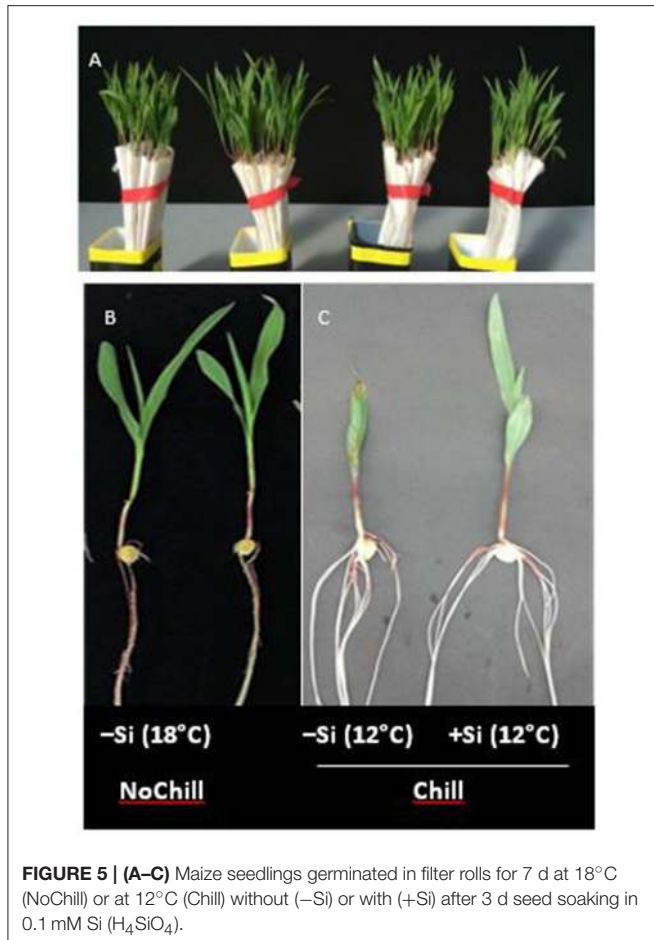 A
B
C
−Si (18°C)
−Si (12°C) +Si (12°C)
NoChill
Chill
FIGURE 5 | (A–C) Maize seedlings germinated in filter rolls for 7 d at 18°C
(NoChill) or at 12°C (Chill) without (−Si) or with (+Si) after 3 d seed soaking in
0.1 mM Si (H₄SiO₄).